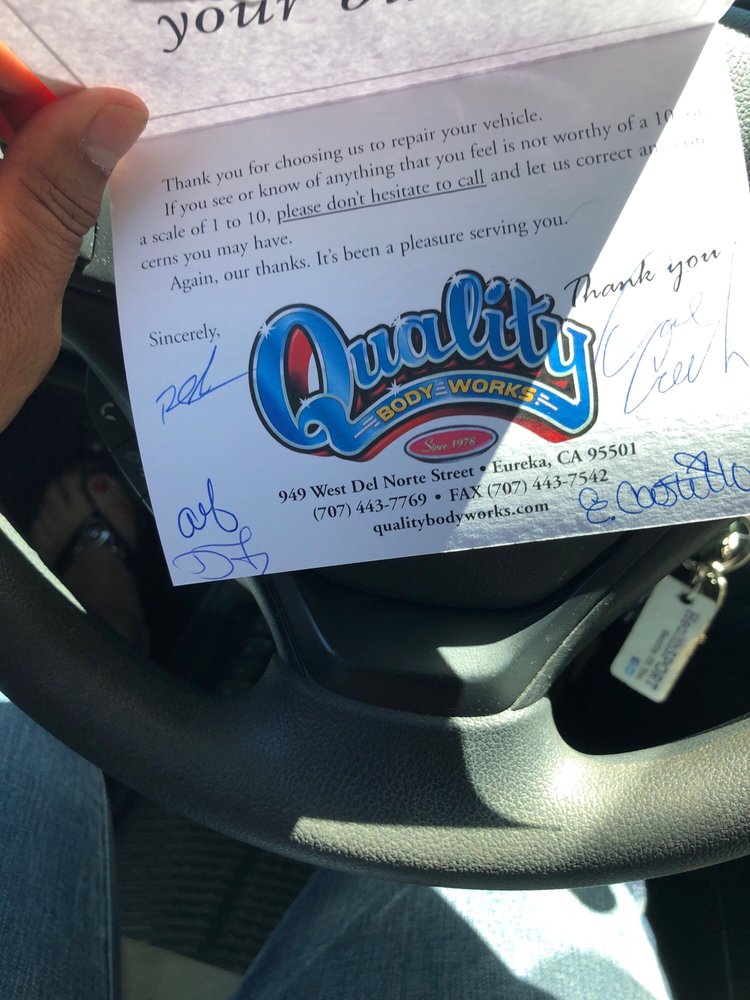 your
Thank you for choosing us to repair your vehicle.
If you see or know of anything that you feel is not worthy of a 10
a scale of 1 to 10, please don't hesitate to call and let us correct
cerns you may have.
Again, our thanks. It's been a pleasure serving you.
Thank you
Sincerely,
Quality
BODY WORKS
Since 1978
949 West Del Norte Street • Eureka, CA 95501
(707) 443-7769 • FAX (707) 443-7542
qualitybodyworks.com
E. Castillo